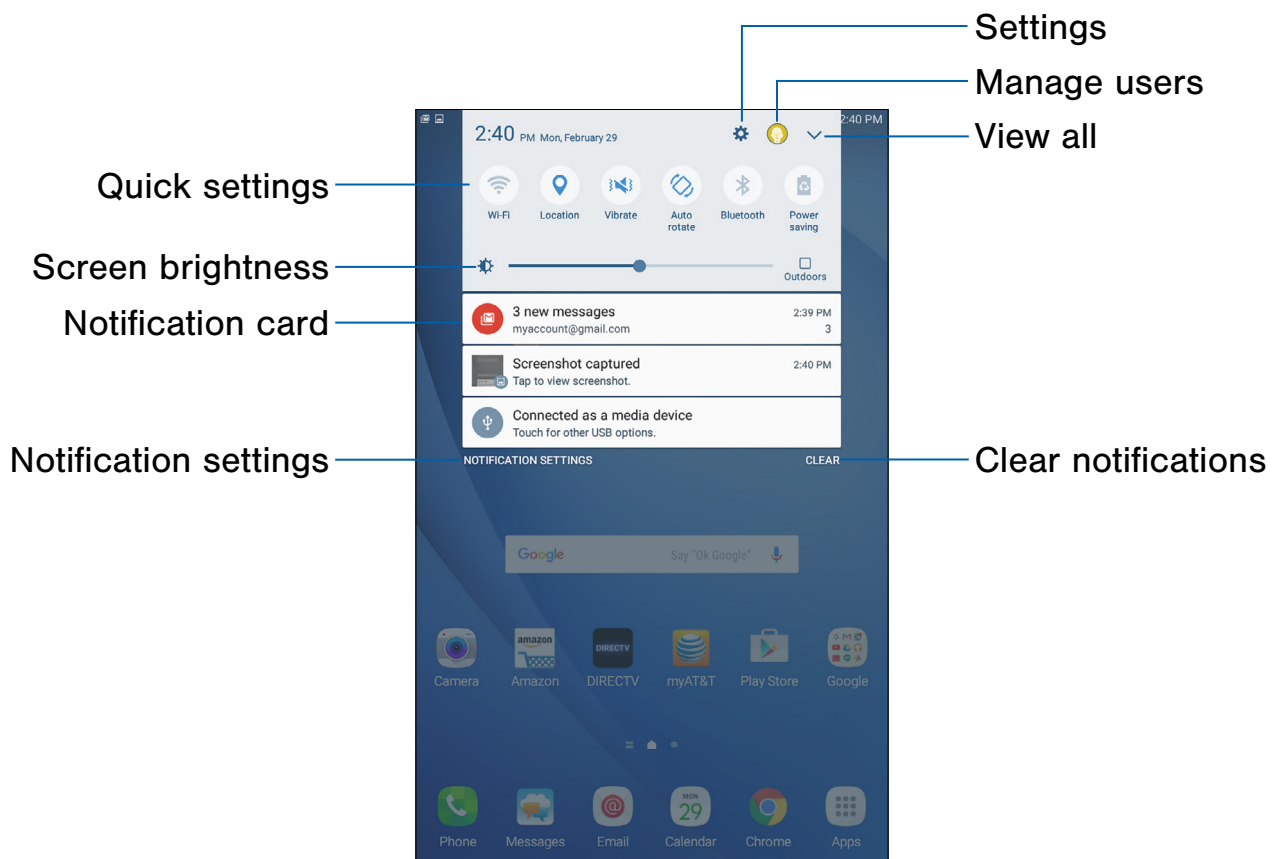 Settings
Manage users
View all
Quick settings
Screen brightness
Notification card
Notification settings
Clear notifications
2:40 PM
2:40 PM Mon, February 29
Wi-Fi
Location
Vibrate
Auto
rotate
Bluetooth
Power
saving
Outdoors
3 new messages
2:39 PM
myaccount@gmail.com
3
Screenshot captured
2:40 PM
Tap to view screenshot.
Connected as a media device
Touch for other USB options.
NOTIFICATION SETTINGS
CLEAR
Google
Say "Ok Google"
amazon
DIRECTV
Camera
Amazon
DIRECTV
myAT&T
Play Store
Google
MON
29
Phone
Messages
Email
Calendar
Chrome
Apps